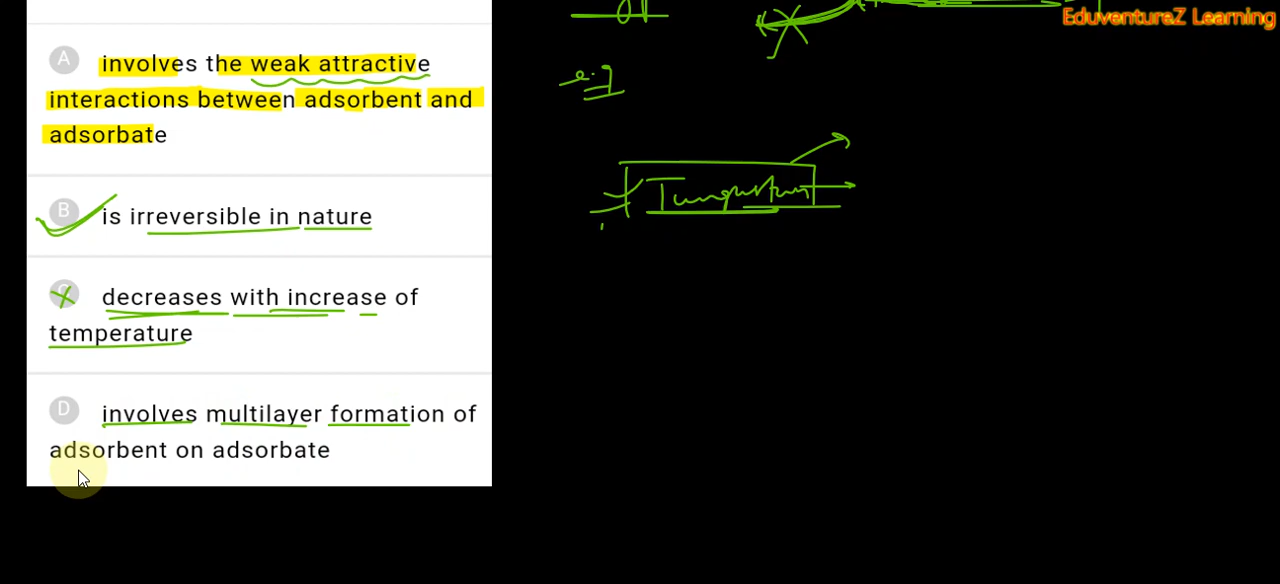 EduventureZ Learning
A involves the weak attractive
interactions between adsorbent and
adsorbate
e.g
Tungsten
B is irreversible in nature
decreases with increase of
temperature
D involves multilayer formation of
adsorbent on adsorbate